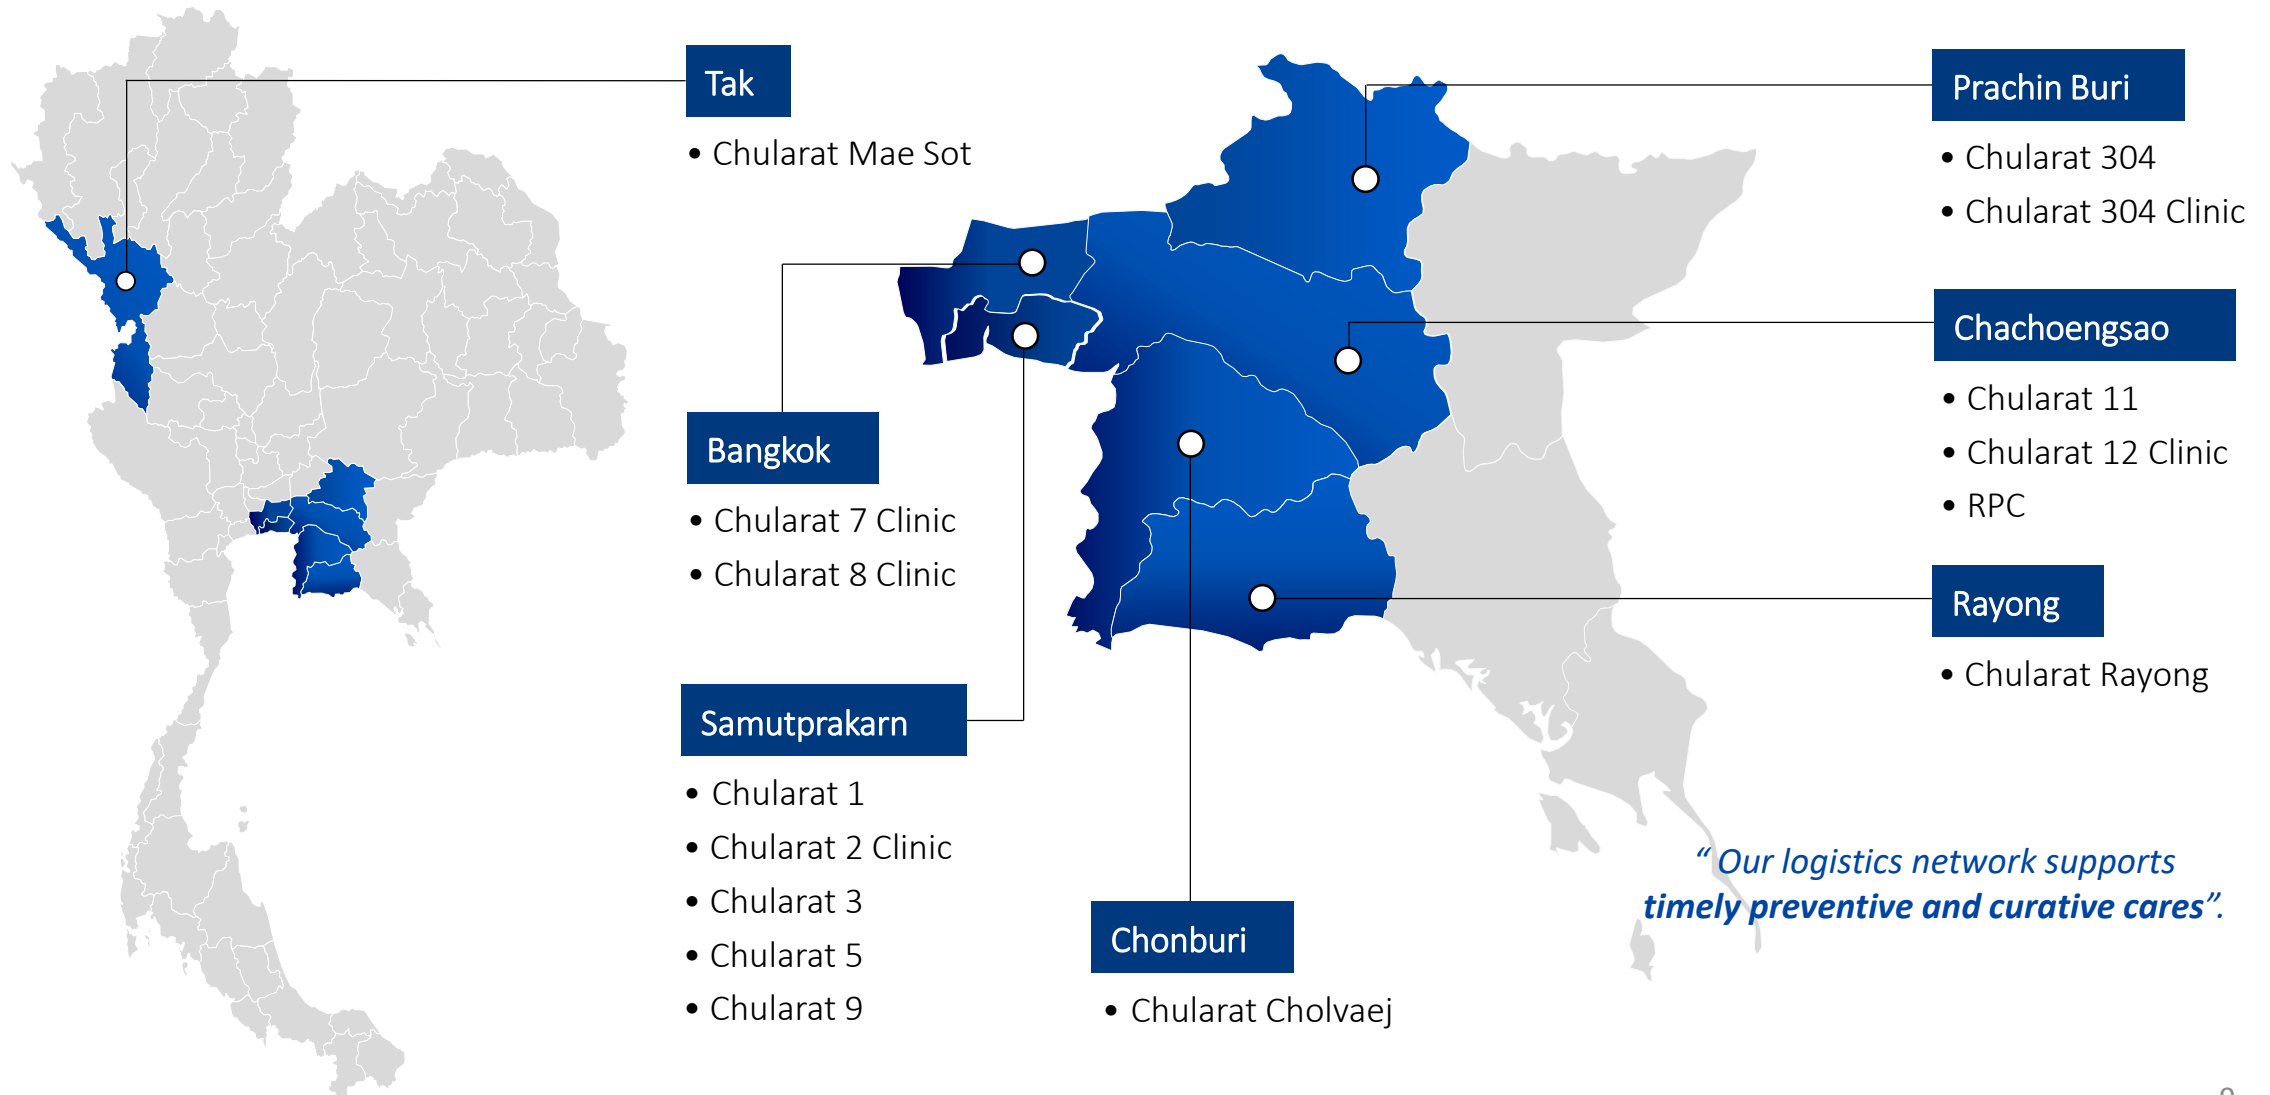 Tak
• Chularat Mae Sot
Bangkok
• Chularat 7 Clinic
• Chularat 8 Clinic
Samutprakarn
• Chularat 1
• Chularat 2 Clinic
• Chularat 3
• Chularat 5
• Chularat 9
Chonburi
• Chularat Cholvaej
Prachin Buri
• Chularat 304
• Chularat 304 Clinic
Chachoengsao
• Chularat 11
• Chularat 12 Clinic
• RPC
Rayong
• Chularat Rayong
“ Our logistics network supports
timely preventive and curative cares”.